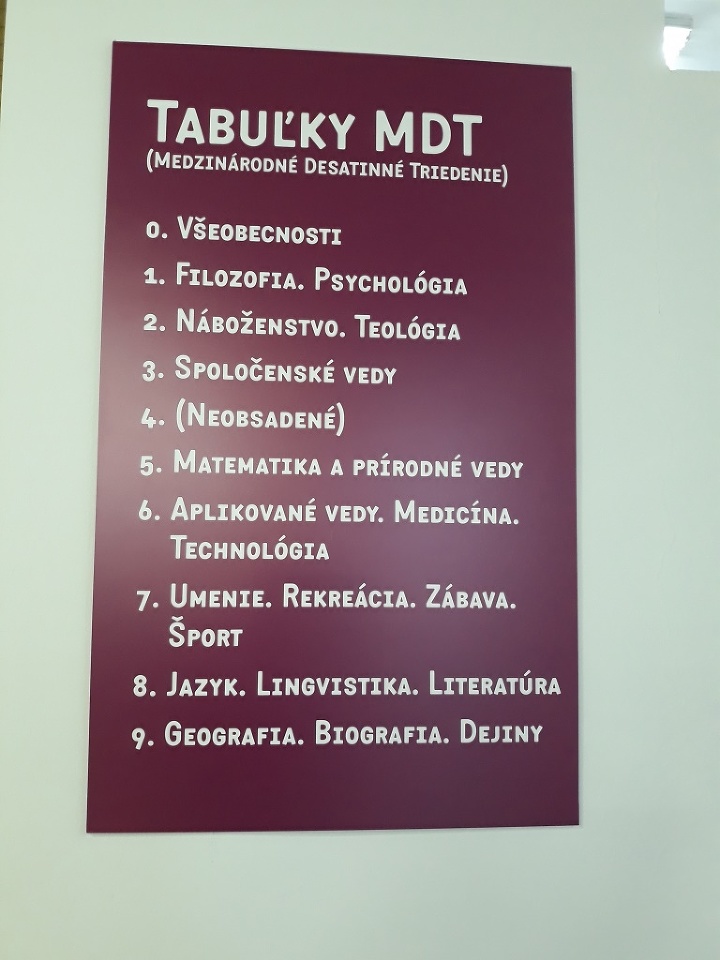 Tabuľky MDT
(Medzinárodné Desatinné Triedenie)
0. Všeobecnosti
1. Filozofia. Psychológia
2. Náboženstvo. Teológia
3. Spoločenské vedy
4. (Neobsadené)
5. Matematika a prírodné vedy
6. Aplikované vedy. Medicína.
Technológia
7. Umenie. Rekreácia. Zábava.
Šport
8. Jazyk. Lingvistika. Literatúra
9. Geografia. Biografia. Dejiny